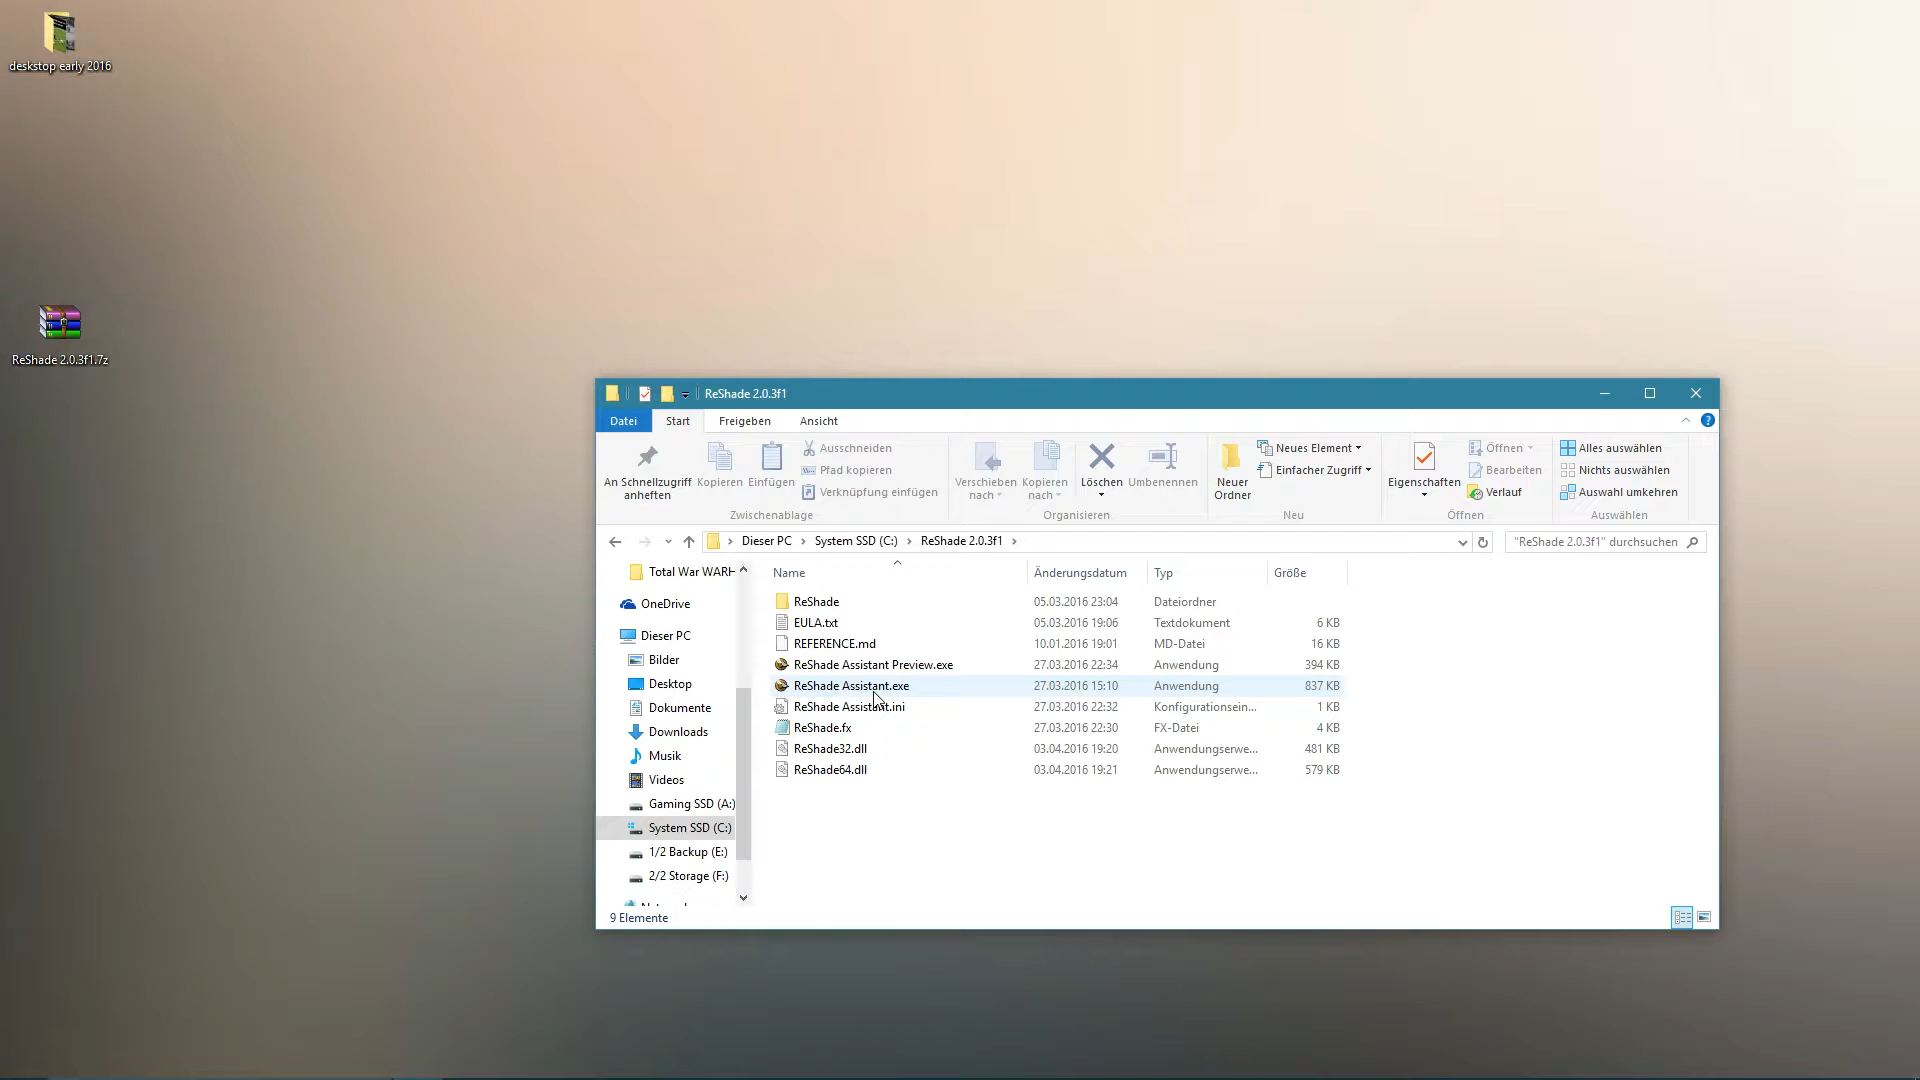 deskstop early 2016
ReShade 2.0.3f1.7z
ReShade 2.0.3f1
Datei Start Freigeben Ansicht
An Schnellzugriff anheften
Kopieren
Einfügen
Ausschneiden
Pfad kopieren
Verknüpfung einfügen
Zwischenablage
Verschieben nach
Kopieren nach
Löschen
Umbenennen
Organisieren
Neuer Ordner
Neues Element
Einfacher Zugriff
Neu
Eigenschaften
Öffnen
Bearbeiten
Verlauf
Öffnen
Alles auswählen
Nichts auswählen
Auswahl umkehren
Auswählen
Dieser PC System SSD (C:) ReShade 2.0.3f1
"ReShade 2.0.3f1" durchsuchen
Total War WARH
OneDrive
Dieser PC
Bilder
Desktop
Dokumente
Downloads
Musik
Videos
Gaming SSD (A:)
System SSD (C:)
1/2 Backup (E:)
2/2 Storage (F:)
Name Änderungsdatum Typ Größe
ReShade 05.03.2016 23:04 Dateiordner
EULA.txt 05.03.2016 19:06 Textdokument 6 KB
REFERENCE.md 10.01.2016 19:01 MD-Datei 16 KB
ReShade Assistant Preview.exe 27.03.2016 22:34 Anwendung 394 KB
ReShade Assistant.exe 27.03.2016 15:10 Anwendung 837 KB
ReShade Assistant.ini 27.03.2016 22:32 Konfigurationsein... 1 KB
ReShade.fx 27.03.2016 22:30 FX-Datei 4 KB
ReShade32.dll 03.04.2016 19:20 Anwendungserwe... 481 KB
ReShade64.dll 03.04.2016 19:21 Anwendungserwe... 579 KB
9 Elemente